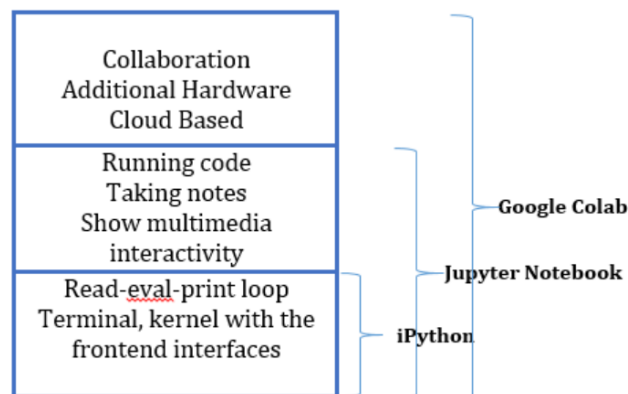 Collaboration
Additional Hardware
Cloud Based
Running code
Taking notes
Show multimedia
interactivity
Read-eval-print loop
Terminal, kernel with the
frontend interfaces
Google Colab
Jupyter Notebook
iPython